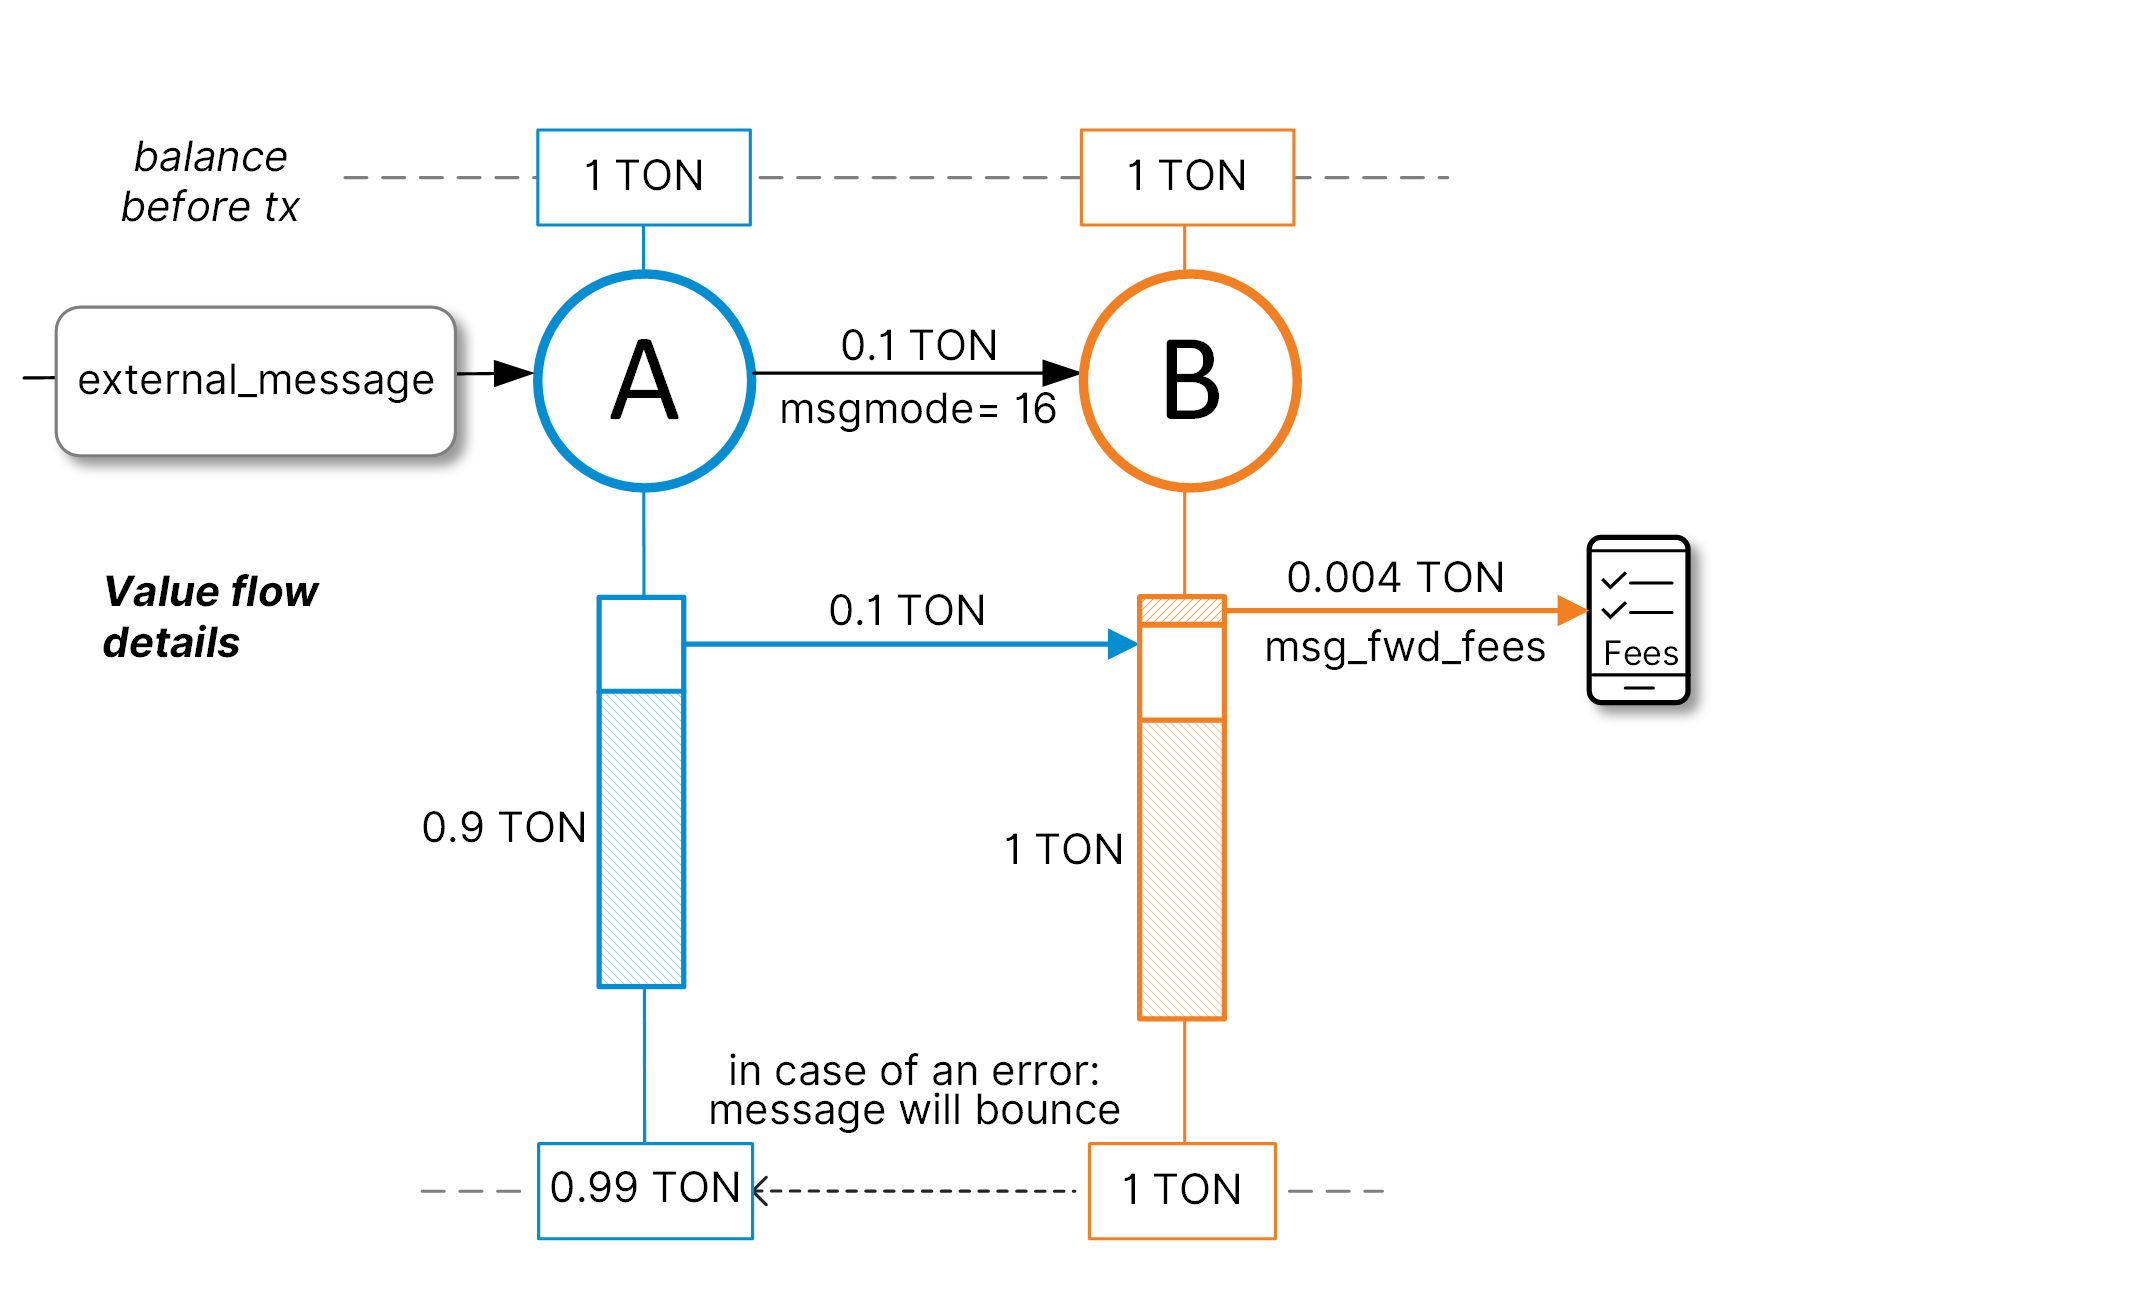 balance
before tx
1 TON
1 TON
external_message
A
0.1 TON
msgmode= 16
B
Value flow
details
0.1 TON
0.004 TON
msg_fwd_fees
Fees
0.9 TON
1 TON
in case of an error:
message will bounce
0.99 TON
1 TON